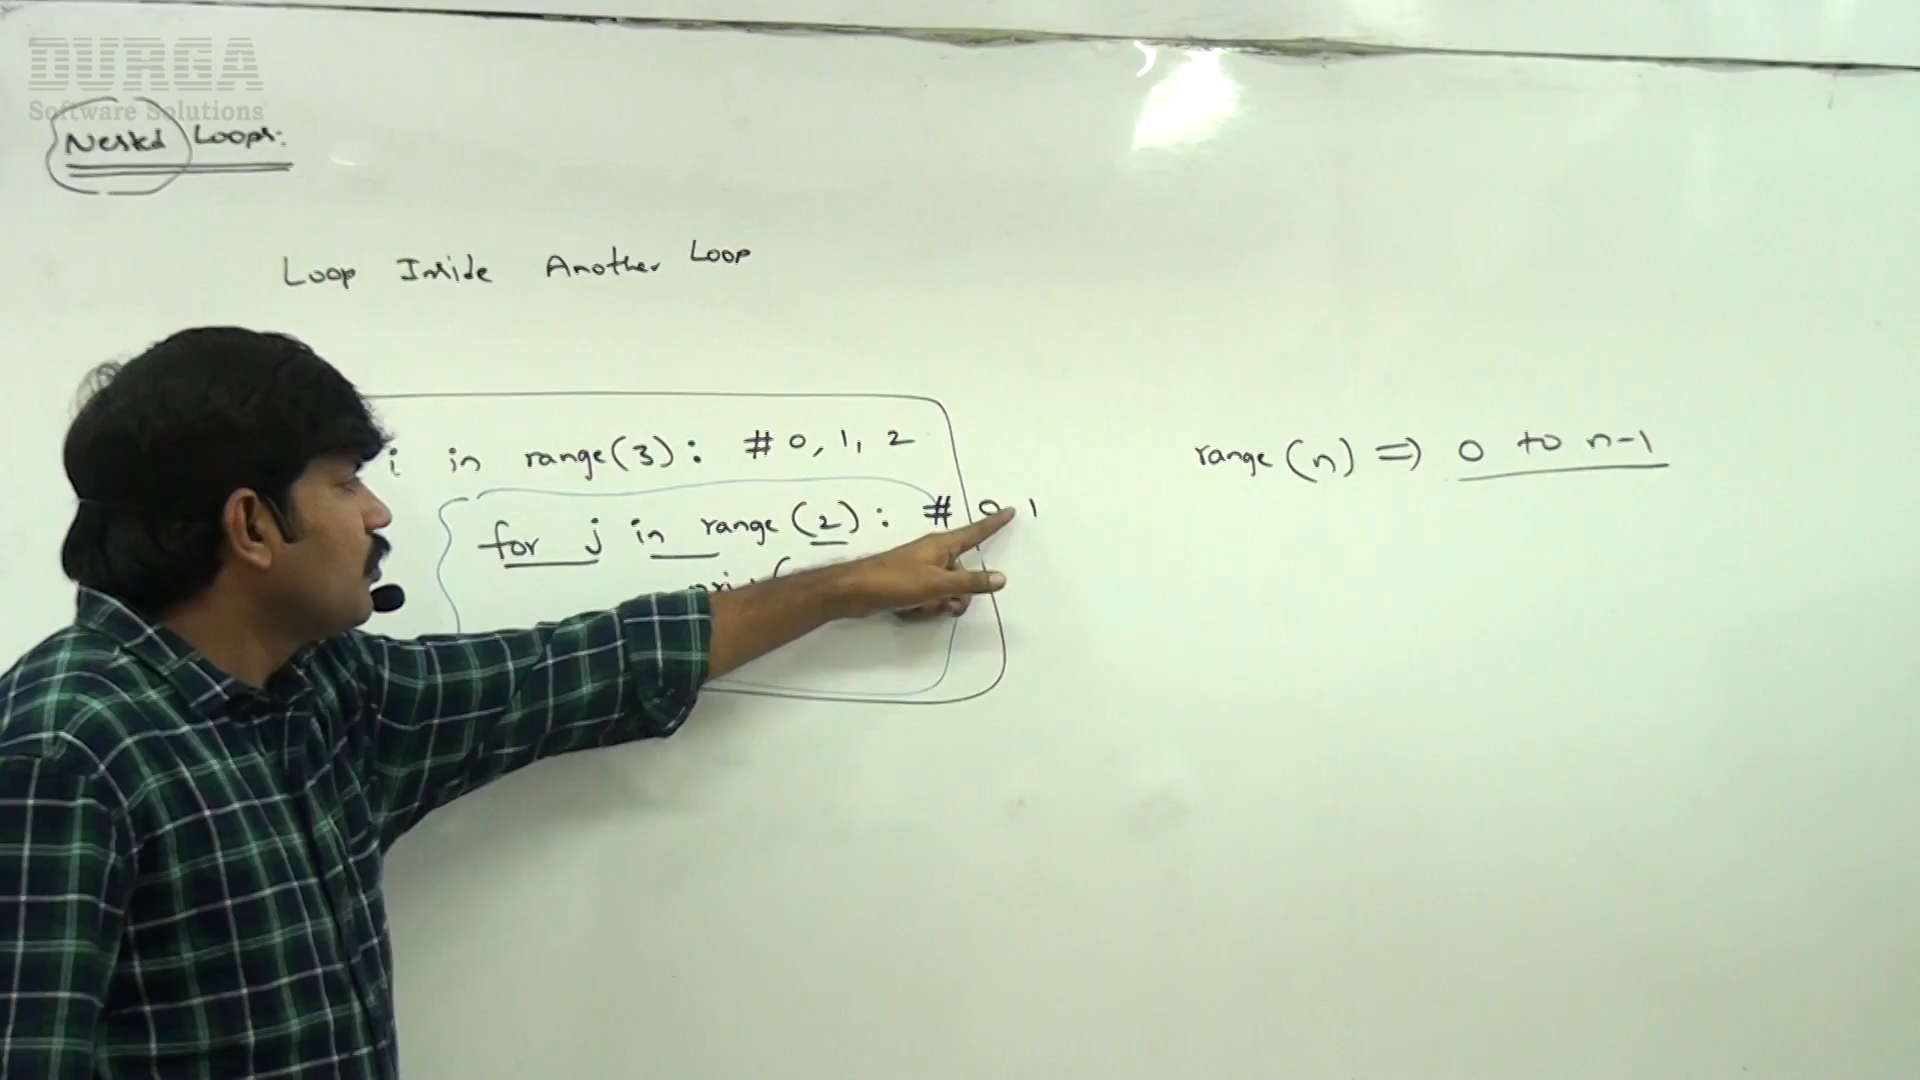 DURGA
Software Solutions
Nested Loops:
Loop Inside Another Loop
i in range(3): # 0, 1, 2
for j in range (2): # 0, 1
range (n) => 0 to n-1